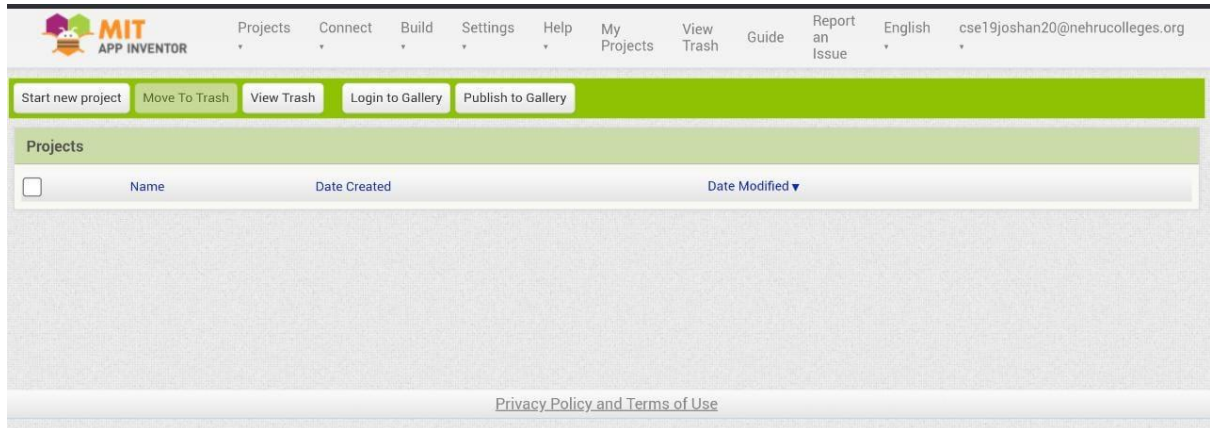 MIT
APP INVENTOR
Projects
Connect
Build
Settings
Help
My
Projects
View
Trash
Guide
Report
an
Issue
English
cse19joshan20@nehrucolleges.org
Start new project
Move To Trash
View Trash
Login to Gallery
Publish to Gallery
Projects
Name
Date Created
Date Modified ▼
Privacy Policy and Terms of Use